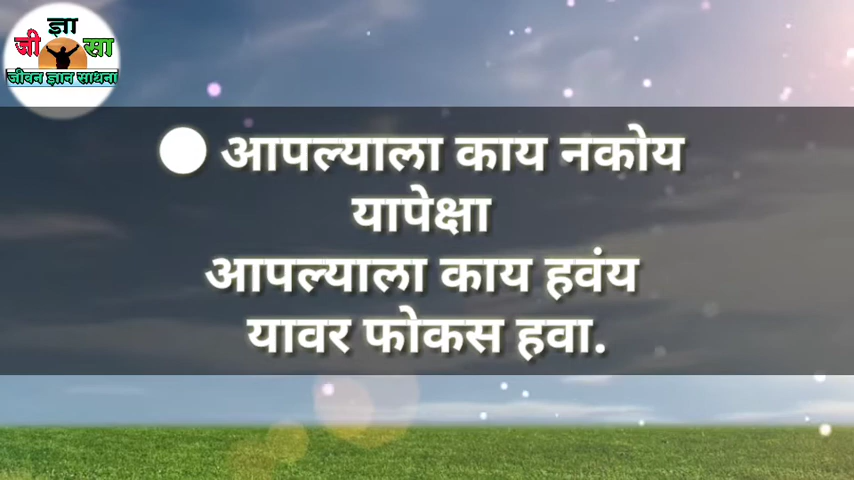 ज्ञा
जी सा
जीवन ज्ञान साधना
आपल्याला काय नकोय
यापेक्षा
आपल्याला काय हवंय
यावर फोकस हवा.